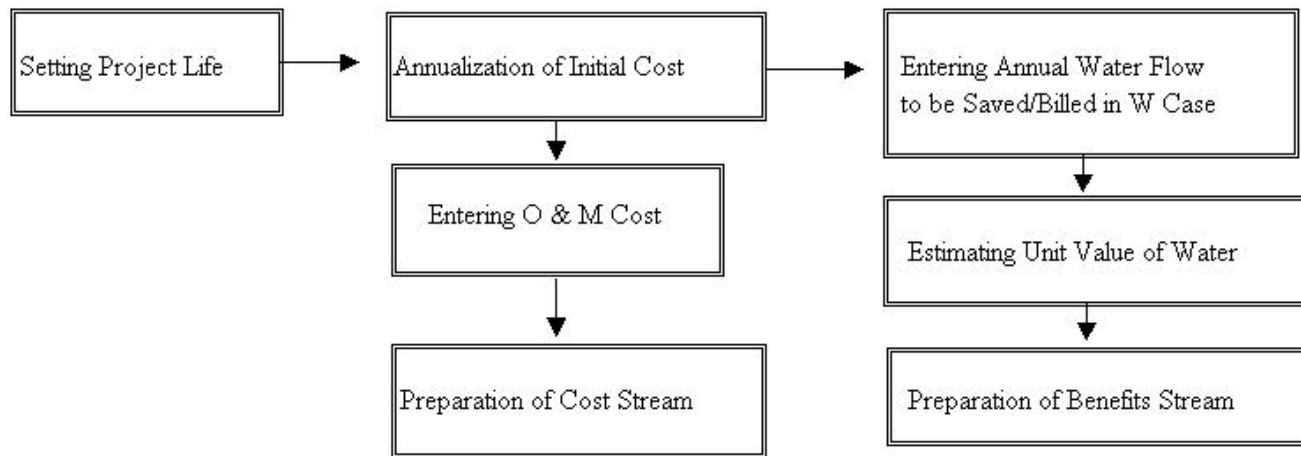 Setting Project Life
Annualization of Initial Cost
Entering Annual Water Flow
to be Saved/Billed in W Case
Entering O & M Cost
Estimating Unit Value of Water
Preparation of Cost Stream
Preparation of Benefits Stream